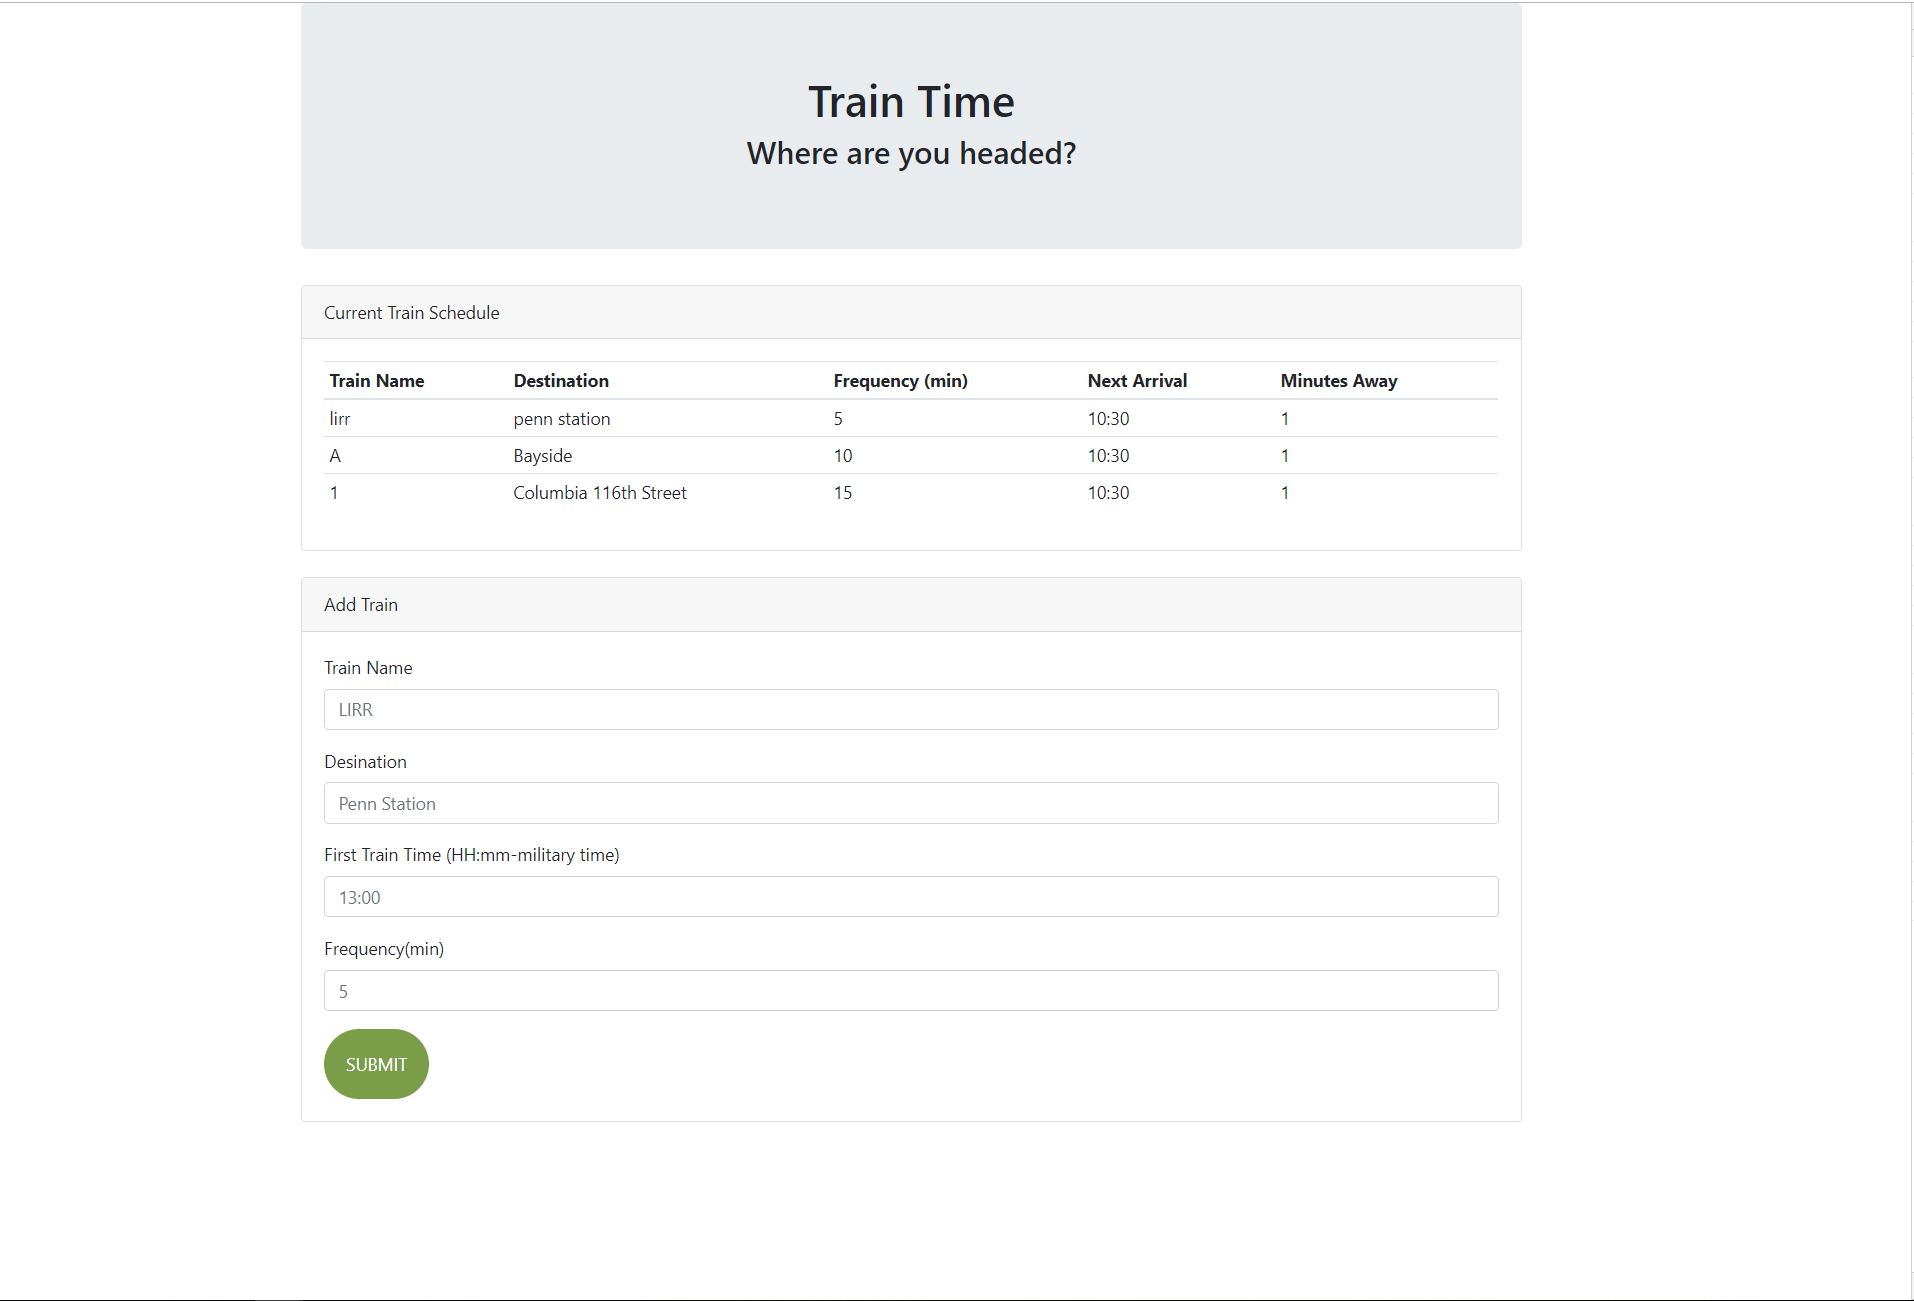 Train Time
Where are you headed?
Current Train Schedule
Train Name Destination Frequency (min) Next Arrival Minutes Away
lirr penn station 5 10:30 1
A Bayside 10 10:30 1
1 Columbia 116th Street 15 10:30 1
Add Train
Train Name
LIRR
Desination
Penn Station
First Train Time (HH:mm-military time)
13:00
Frequency(min)
5
SUBMIT